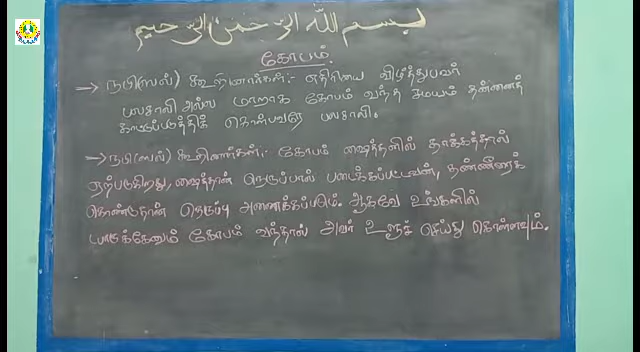 بسم الله الرحمن الرحيم
கோபம்
→ நபி(ஸல்) கூறினார்கள்:- எதிரியை வீழ்த்துபவர்
பலசாலி அல்ல மாறாக கோபம் வந்த சமயம் தன்னைக்
கட்டுப்படுத்திக் கொள்பவரே பலசாலி.
→ நபி(ஸல்) கூறினார்கள்:- கோபம் ஷைத்தானின் தாக்கத்தால்
ஏற்படுகிறது, ஷைத்தான் நெருப்பால் படைக்கப்பட்டவன், தண்ணீரைக்
கொண்டுதான் நெருப்பு அணைக்கப்படும். ஆகவே உங்களில்
யாருக்கேனும் கோபம் வந்தால் அவர் உளூச் செய்து கொள்ளவும்.